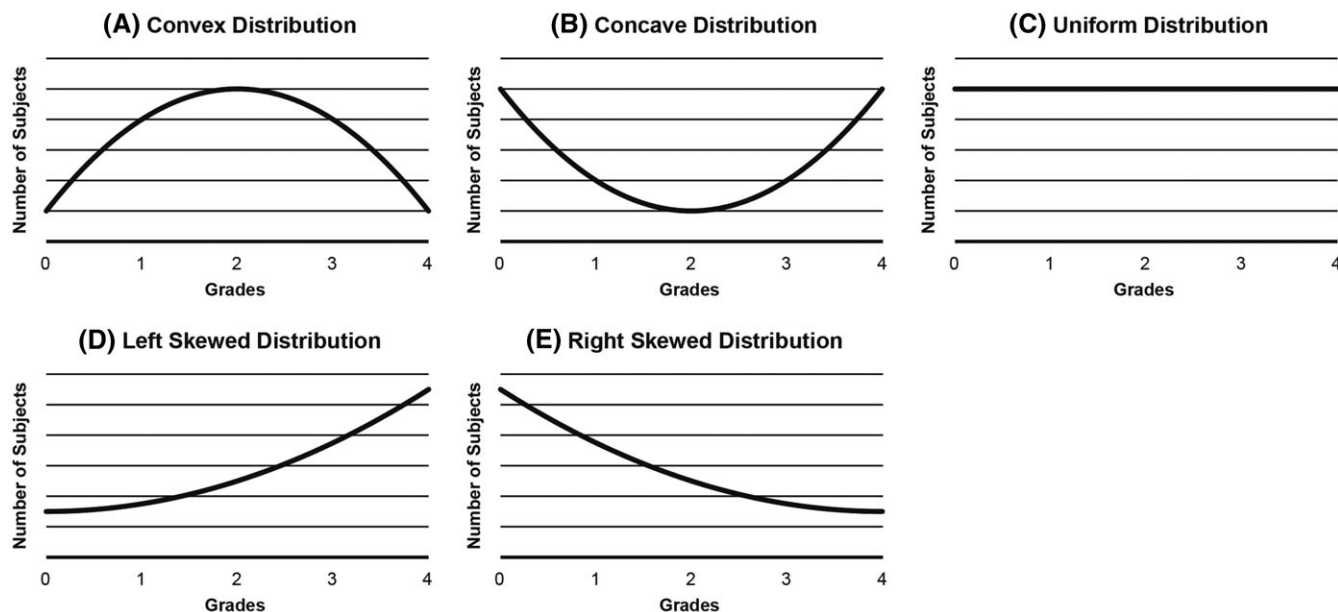 (A) Convex Distribution
Number of Subjects
0 1 2 3 4
Grades
(B) Concave Distribution
Number of Subjects
0 1 2 3 4
Grades
(C) Uniform Distribution
Number of Subjects
0 1 2 3 4
Grades
(D) Left Skewed Distribution
Number of Subjects
0 1 2 3 4
Grades
(E) Right Skewed Distribution
Number of Subjects
0 1 2 3 4
Grades